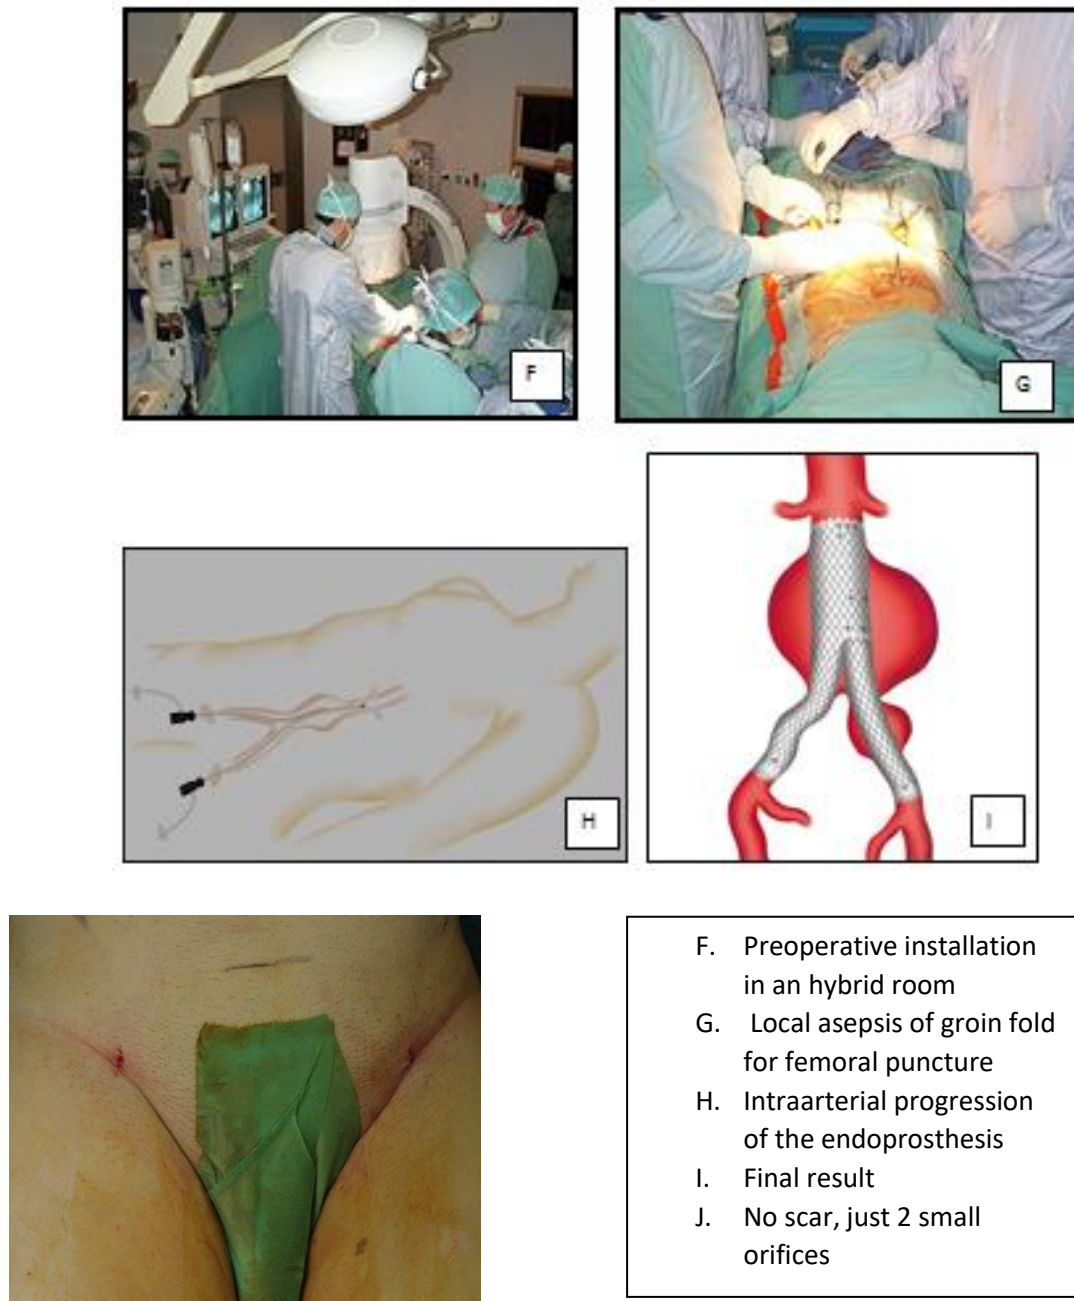 F
G
H
I
F. Preoperative installation
in an hybrid room
G. Local asepsis of groin fold
for femoral puncture
H. Intraarterial progression
of the endoprosthesis
I. Final result
J. No scar, just 2 small
orifices